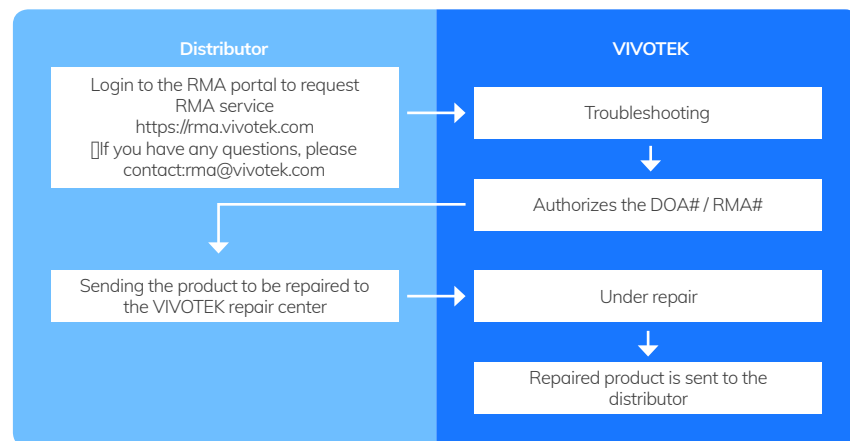 Distributor
VIVOTEK
Login to the RMA portal to request
RMA service
https://rma.vivotek.com
▯If you have any questions, please
contact:rma@vivotek.com
Troubleshooting
Authorizes the DOA# / RMA#
Sending the product to be repaired to
the VIVOTEK repair center
Under repair
Repaired product is sent to the
distributor